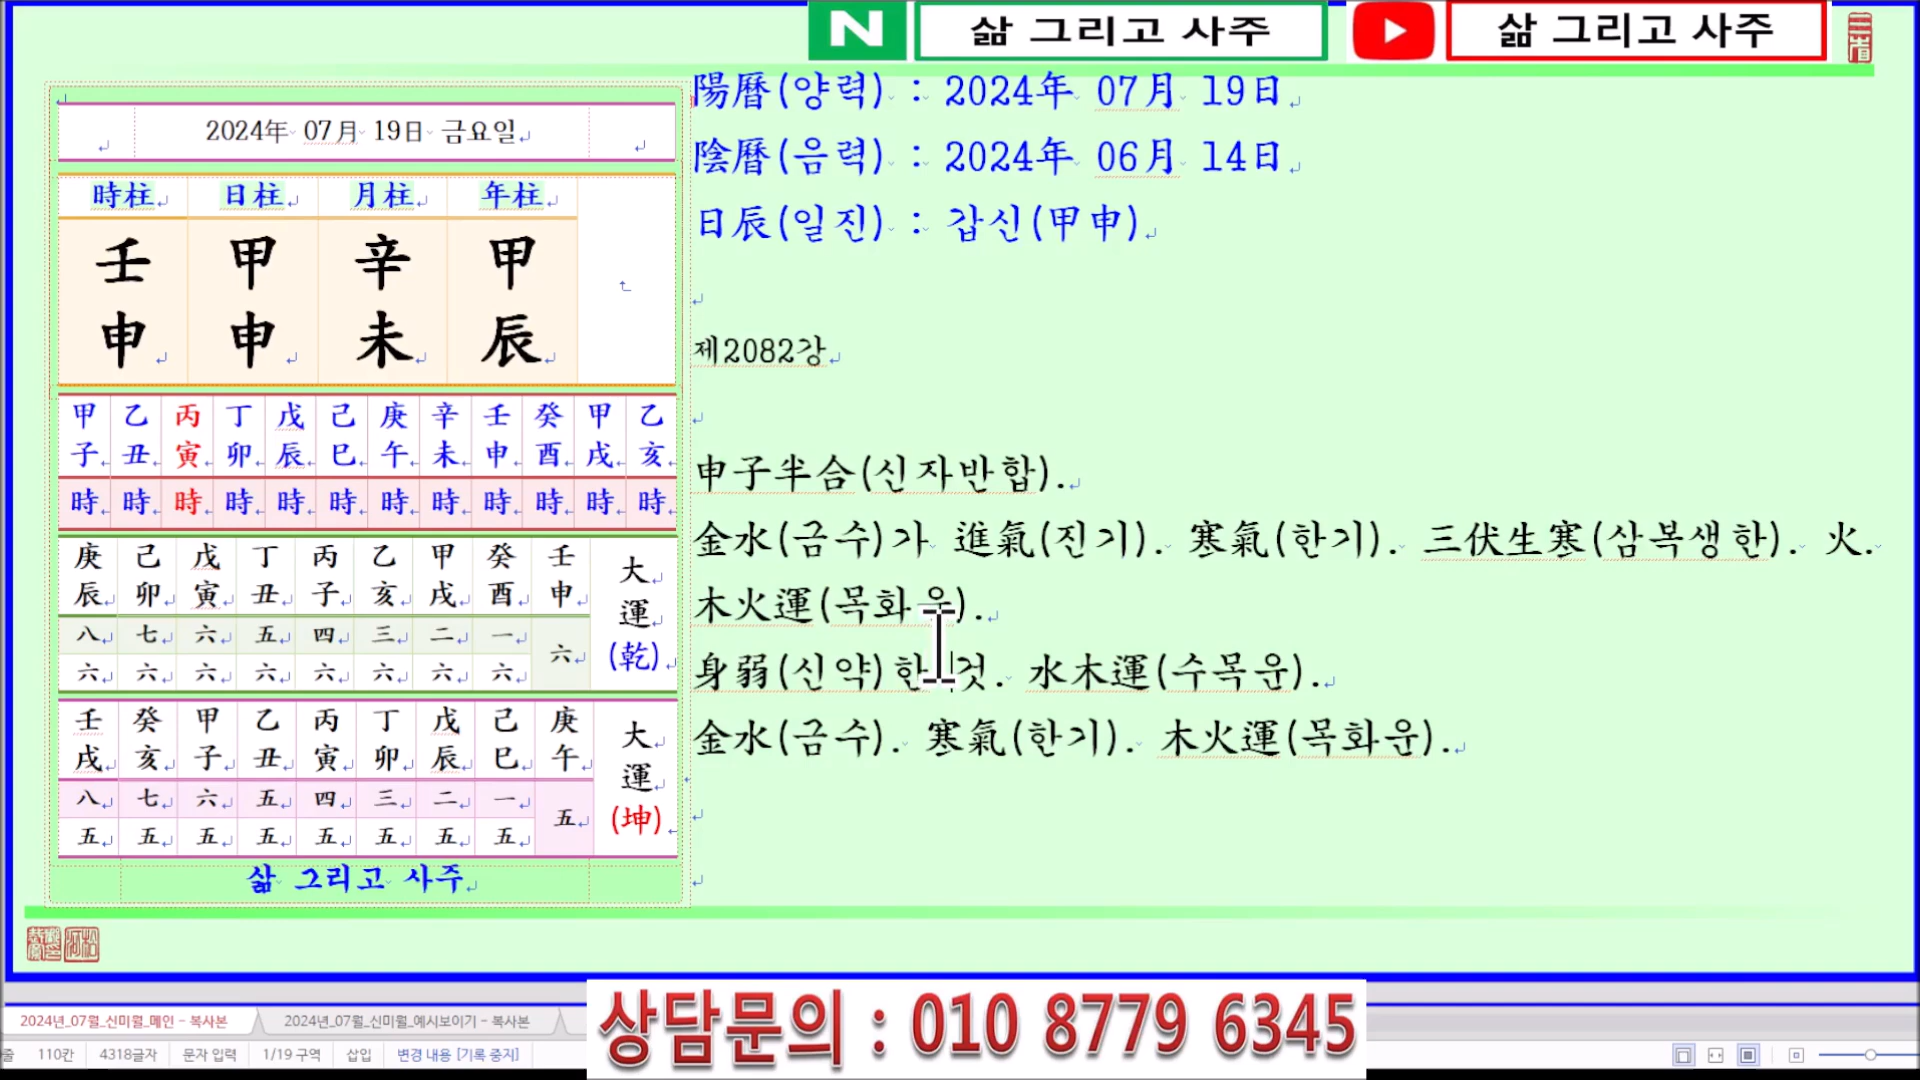 N 삶 그리고 사주 삶 그리고 사주
2024年 07月 19日 금요일
時柱 日柱 月柱 年柱
壬 甲 辛 甲
申 申 未 辰
甲 乙 丙 丁 戊 己 庚 辛 壬 癸 甲 乙
子 丑 寅 卯 辰 巳 午 未 申 酉 戌 亥
時 時 時 時 時 時 時 時 時 時 時 時
庚 己 戊 丁 丙 乙 甲 癸 壬 大
辰 卯 寅 丑 子 亥 戌 酉 申 運
八 七 六 五 四 三 二 一 六 (乾)
六 六 六 六 六 六 六 六
壬 癸 甲 乙 丙 丁 戊 己 庚 大
戌 亥 子 丑 寅 卯 辰 巳 午 運
八 七 六 五 四 三 二 一 五 (坤)
五 五 五 五 五 五 五 五
삶 그리고 사주
陽曆(양력) : 2024年 07月 19日
陰曆(음력) : 2024年 06月 14日
日辰(일진) : 갑신(甲申)
제2082강
申子半合(신자반합).
金水(금수)가 進氣(진기). 寒氣(한기). 三伏生寒(삼복생한). 火.
木火運(목화운).
身弱(신약)한 것. 水木運(수목운).
金水(금수). 寒氣(한기). 木火運(목화운).
2024년_07월_신미월_메인 - 복사본 2024년_07월_신미월_예시보이기 - 복사본
줄 110칸 4318글자 문자 입력 1/19 구역 삽입 변경 내용 [기록 중지]
상담문의 : 010 8779 6345